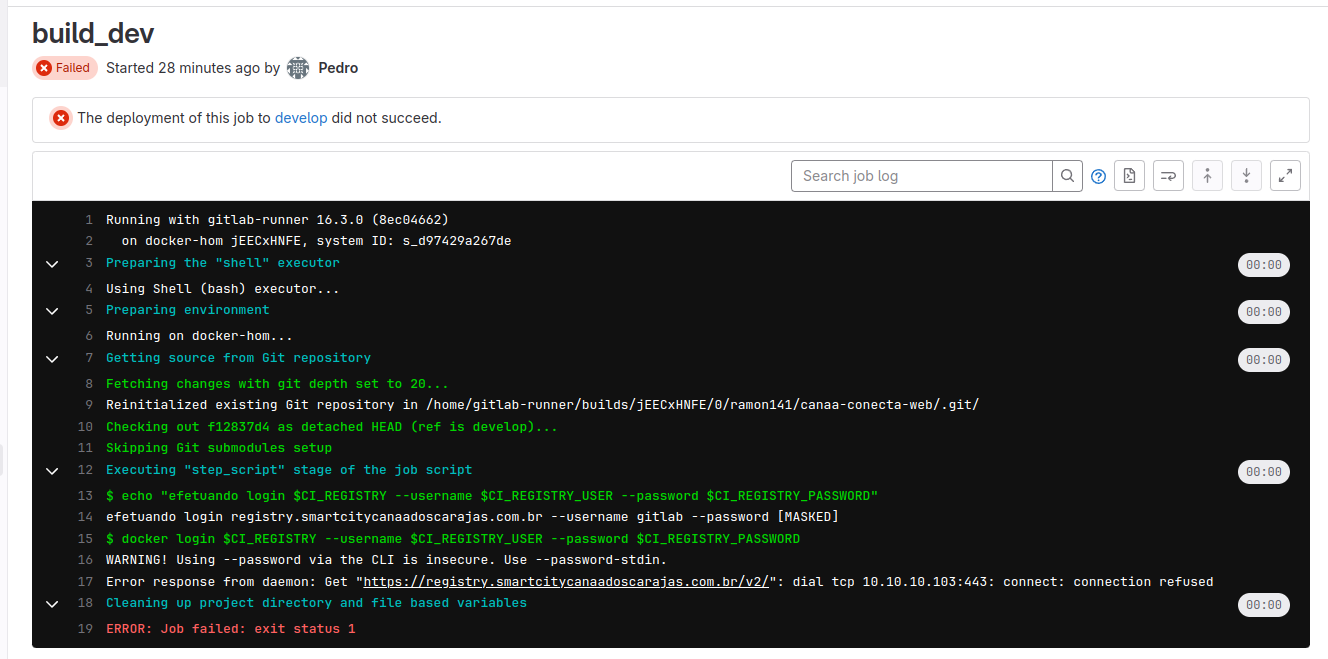 build_dev
Failed Started 28 minutes ago by Pedro
The deployment of this job to develop did not succeed.
Search job log
1 Running with gitlab-runner 16.3.0 (8ec04662)
2 on docker-hom jEECxHNFE, system ID: s_d97429a267de
3 Preparing the "shell" executor 00:00
4 Using Shell (bash) executor...
5 Preparing environment 00:00
6 Running on docker-hom...
7 Getting source from Git repository 00:00
8 Fetching changes with git depth set to 20...
9 Reinitialized existing Git repository in /home/gitlab-runner/builds/jEECxHNFE/0/ramon141/canaa-conecta-web/.git/
10 Checking out f12837d4 as detached HEAD (ref is develop)...
11 Skipping Git submodules setup
12 Executing "step_script" stage of the job script 00:00
13 $ echo "efetuando login $CI_REGISTRY --username $CI_REGISTRY_USER --password $CI_REGISTRY_PASSWORD"
14 efetuando login registry.smartcitycanaadoscarajas.com.br --username gitlab --password [MASKED]
15 $ docker login $CI_REGISTRY --username $CI_REGISTRY_USER --password $CI_REGISTRY_PASSWORD
16 WARNING! Using --password via the CLI is insecure. Use --password-stdin.
17 Error response from daemon: Get "https://registry.smartcitycanaadoscarajas.com.br/v2/": dial tcp 10.10.10.103:443: connect: connection refused
18 Cleaning up project directory and file based variables 00:00
19 ERROR: Job failed: exit status 1